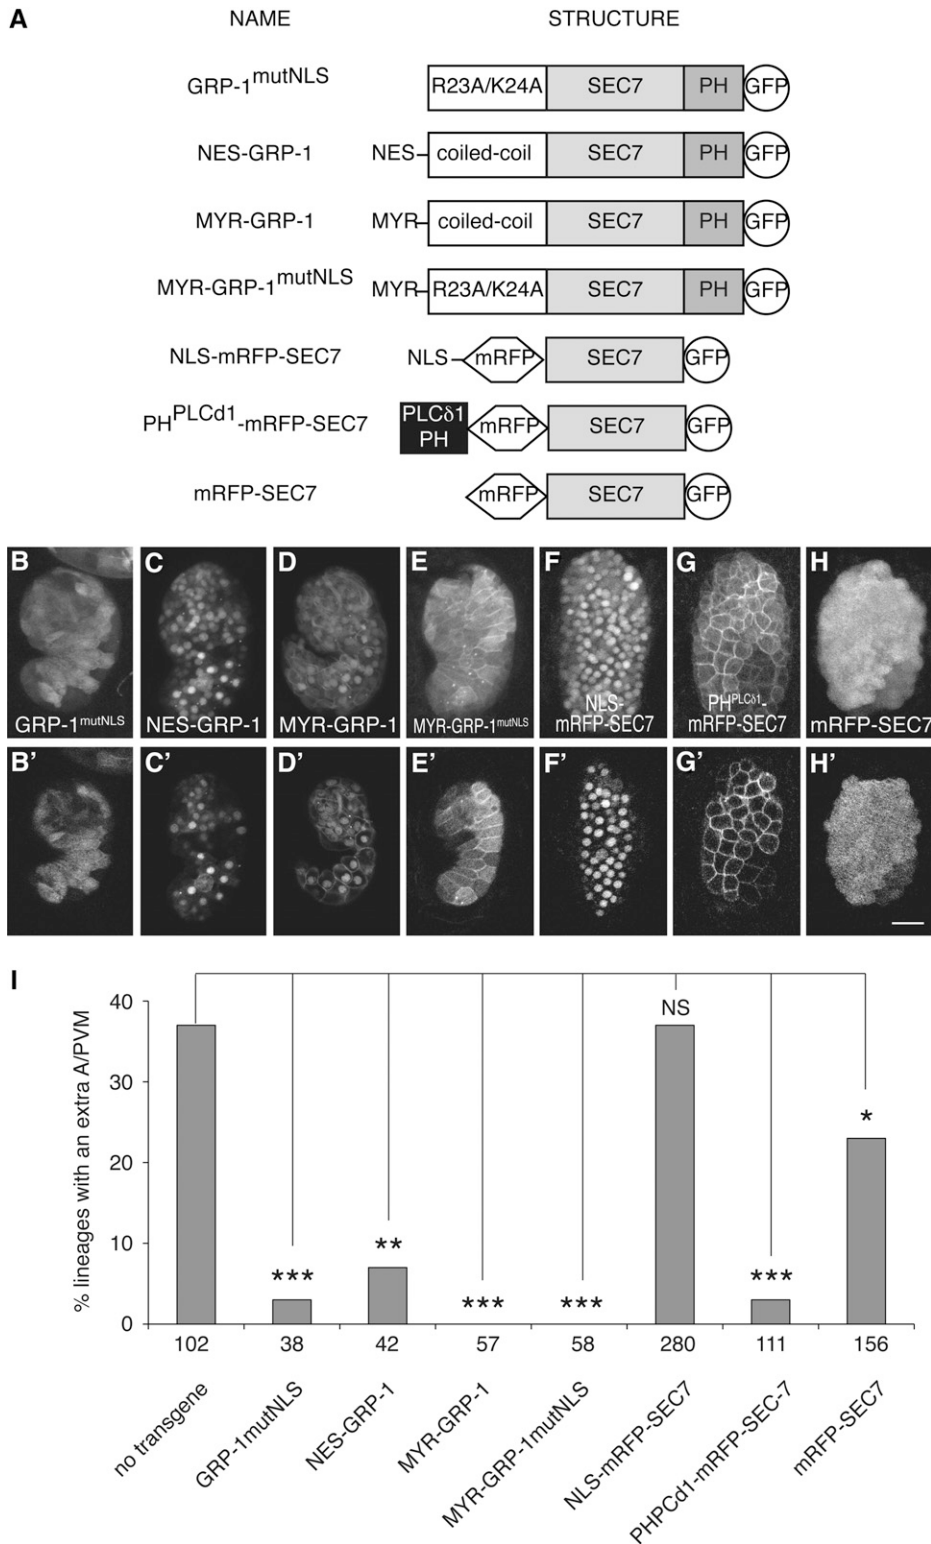 A NAME STRUCTURE
GRP-1mutNLS R23A/K24A SEC7 PH GFP
NES-GRP-1 NES coiled-coil SEC7 PH GFP
MYR-GRP-1 MYR coiled-coil SEC7 PH GFP
MYR-GRP-1mutNLS MYR R23A/K24A SEC7 PH GFP
NLS-mRFP-SEC7 NLS mRFP SEC7 GFP
PHPLCd1-mRFP-SEC7 PLCδ1 PH mRFP SEC7 GFP
mRFP-SEC7 mRFP SEC7 GFP
B C D E F G H
GRP-1mutNLS NES-GRP-1 MYR-GRP-1 MYR-GRP-1mutNLS NLS-mRFP-SEC7 PHPLCδ1-mRFP-SEC7 mRFP-SEC7
B' C' D' E' F' G' H'
I
% lineages with an extra A/PVM
40
30
20
10
0
*** ** *** *** NS *** *
102 38 42 57 58 280 111 156
no transgene
GRP-1mutNLS
NES-GRP-1
MYR-GRP-1
MYR-GRP-1mutNLS
NLS-mRFP-SEC7
PHPCd1-mRFP-SEC-7
mRFP-SEC7